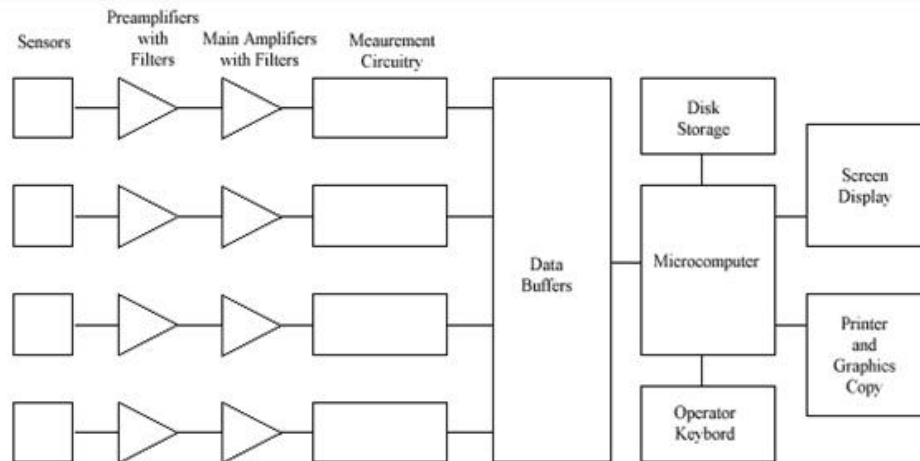 Sensors
Preamplifiers
with
Filters
Main Amplifiers
with Filters
Meaurement
Circuitry
Data
Buffers
Disk
Storage
Microcomputer
Operator
Keybord
Screen
Display
Printer
and
Graphics
Copy